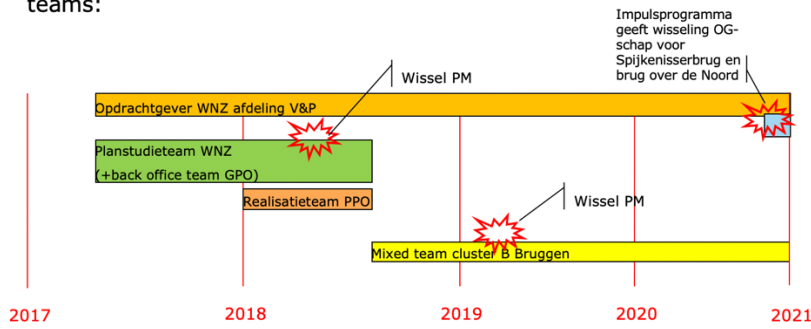 teams:
Impulsprogramma
geeft wisseling OG-
schap voor
Spijkenisserbrug en
brug over de Noord
Wissel PM
Opdrachtgever WNZ afdeling V&P
Planstudieteam WNZ
(+back office team GPO)
Realisatieteam PPO
Wissel PM
Mixed team cluster B Bruggen
2017
2018
2019
2020
2021